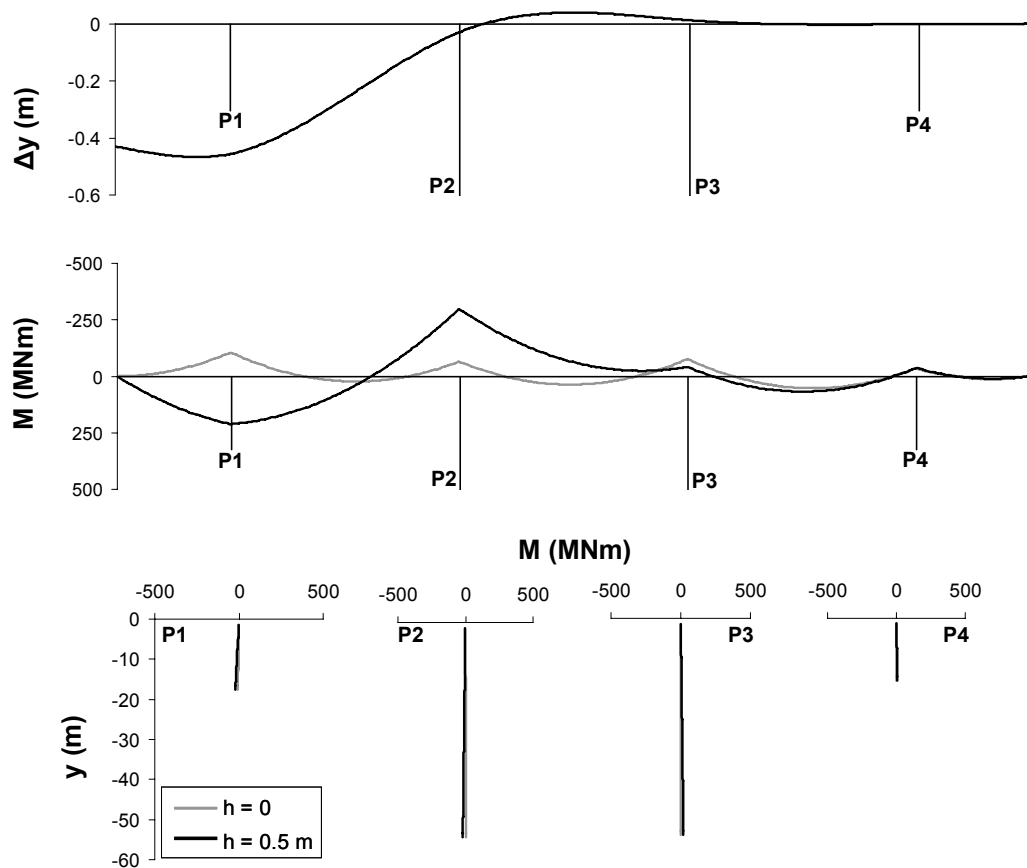 0
-0.2
-0.4
-0.6
Δy (m)
P1
P2
P3
P4
-500
-250
0
250
500
M (MNm)
P1
P2
P3
P4
M (MNm)
-500 0 500 -500 0 500 -500 0 500 -500 0 500
P1 P2 P3 P4
0
-10
-20
-30
-40
-50
-60
y (m)
h = 0
h = 0.5 m